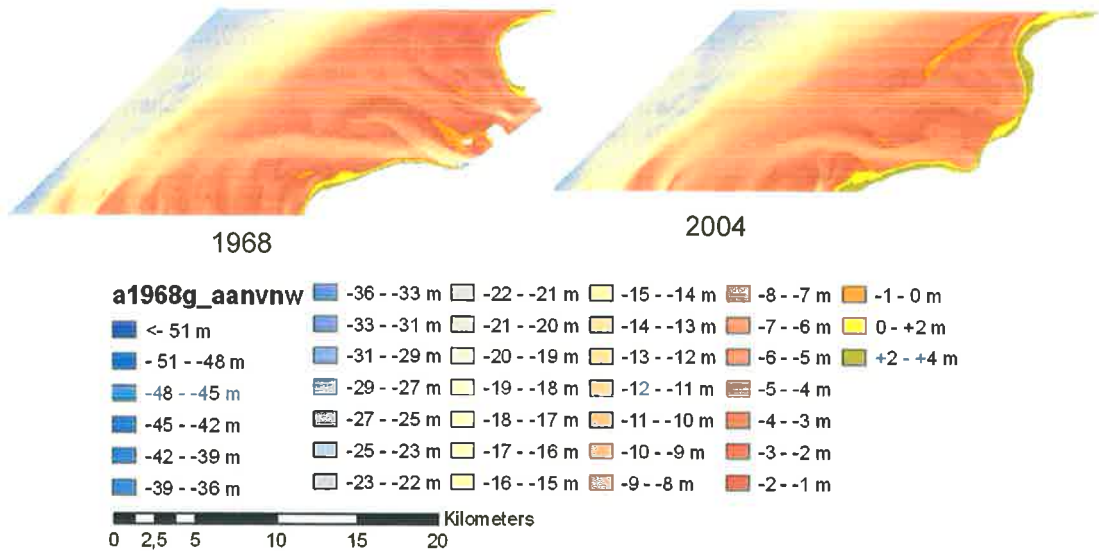 1968
2004
a1968g_aanvnw
<- 51 m
- 51 --48 m
-48 --45 m
-45 - -42 m
-42 --39 m
-39 --36 m
-36 - -33 m
-33 --31 m
-31 --29 m
-29 - -27 m
-27 --25 m
-25 --23 m
-23 --22 m
-22 --21 m
-21 --20 m
-20 --19 m
-19 --18 m
-18 - -17 m
-17 --16 m
-16 --15 m
-15 --14 m
-14 --13 m
-13 --12 m
-12 --11 m
-11 --10 m
-10 --9 m
-9 --8 m
-8 --7 m
-7 --6 m
-6 --5 m
-5 --4 m
-4 --3 m
-3 --2 m
-2 --1 m
-1 - 0 m
0 - +2 m
+2 - +4 m
Kilometers
0 2,5 5 10 15 20